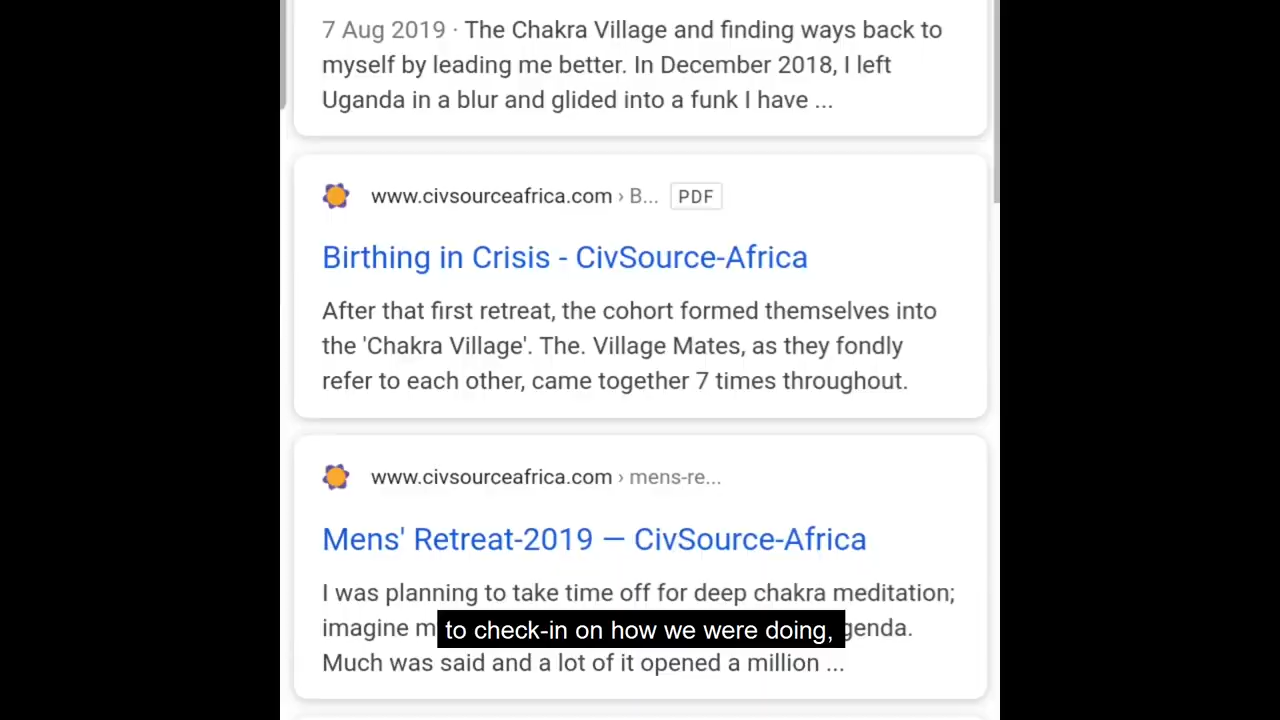 7 Aug 2019 · The Chakra Village and finding ways back to
myself by leading me better. In December 2018, I left
Uganda in a blur and glided into a funk I have ...
www.civsourceafrica.com › B... PDF
Birthing in Crisis - CivSource-Africa
After that first retreat, the cohort formed themselves into
the 'Chakra Village'. The. Village Mates, as they fondly
refer to each other, came together 7 times throughout.
www.civsourceafrica.com › mens-re...
Mens' Retreat-2019 — CivSource-Africa
I was planning to take time off for deep chakra meditation;
imagine
to check-in on how we were doing,
Much was said and a lot of it opened a million ...